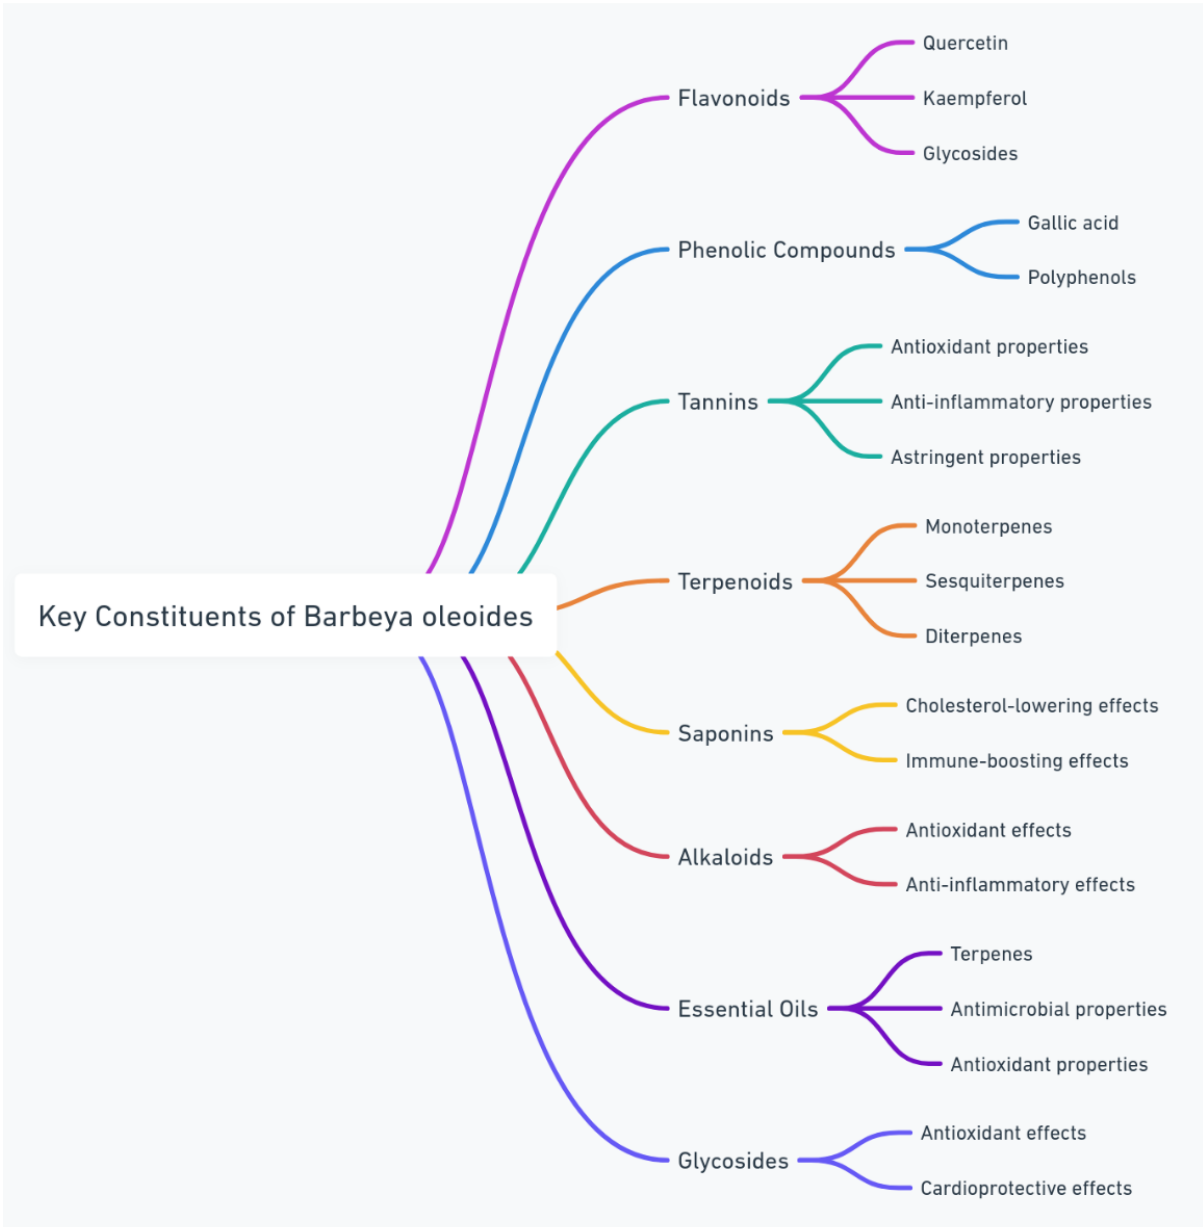 Key Constituents of Barbeya oleoides
Flavonoids
Quercetin
Kaempferol
Glycosides
Phenolic Compounds
Gallic acid
Polyphenols
Tannins
Antioxidant properties
Anti-inflammatory properties
Astringent properties
Terpenoids
Monoterpenes
Sesquiterpenes
Diterpenes
Saponins
Cholesterol-lowering effects
Immune-boosting effects
Alkaloids
Antioxidant effects
Anti-inflammatory effects
Essential Oils
Terpenes
Antimicrobial properties
Antioxidant properties
Glycosides
Antioxidant effects
Cardioprotective effects